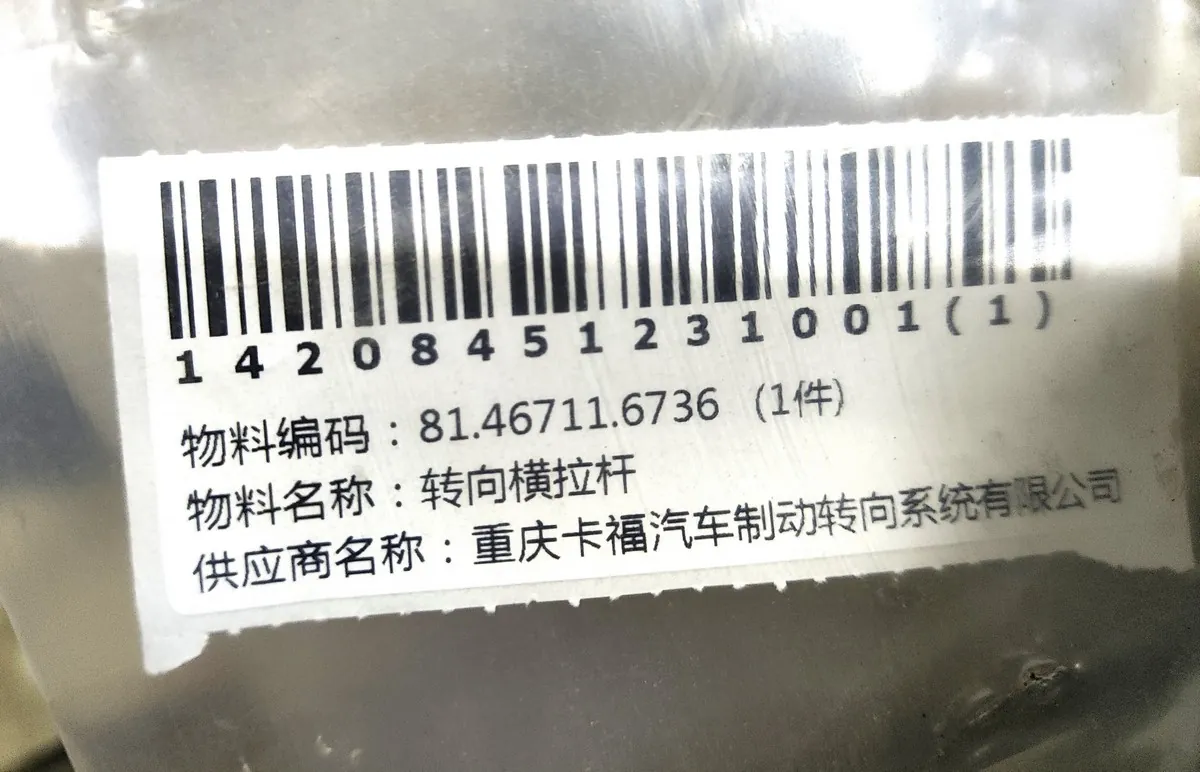 14208451231001(1)
物料编码：81.46711.6736 (1件)
物料名称：转向横拉杆
供应商名称：重庆卡福汽车制动转向系统有限公司